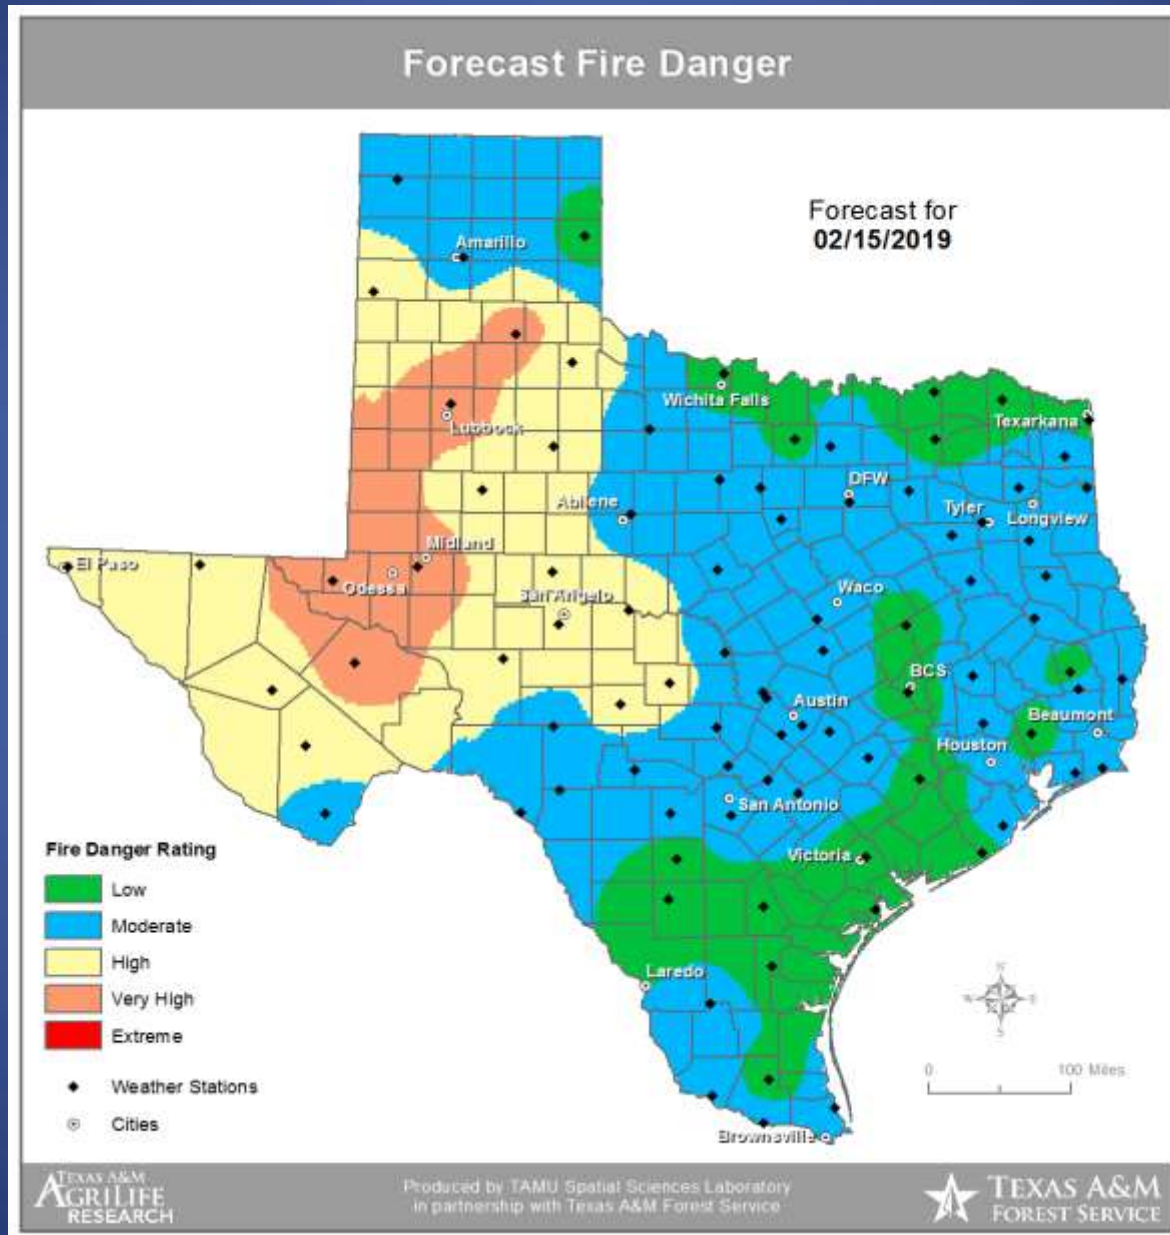 Forecast Fire Danger
Forecast for
02/15/2019
Amarillo
Wichita Falls
Texarkana
Lubbock
DFW
Abilene
Tyler
Longview
Midland
El Paso
Odessa
San Angelo
Waco
BCS
Austin
Beaumont
Houston
San Antonio
Victoria
Fire Danger Rating
Low
Moderate
High
Very High
Extreme
Weather Stations
Cities
Laredo
N
W E
S
0 100 Miles
Brownsville
TEXAS A&M
AGRILIFE
RESEARCH
Produced by TAMU Spatial Sciences Laboratory
in partnership with Texas A&M Forest Service
TEXAS A&M
FOREST SERVICE